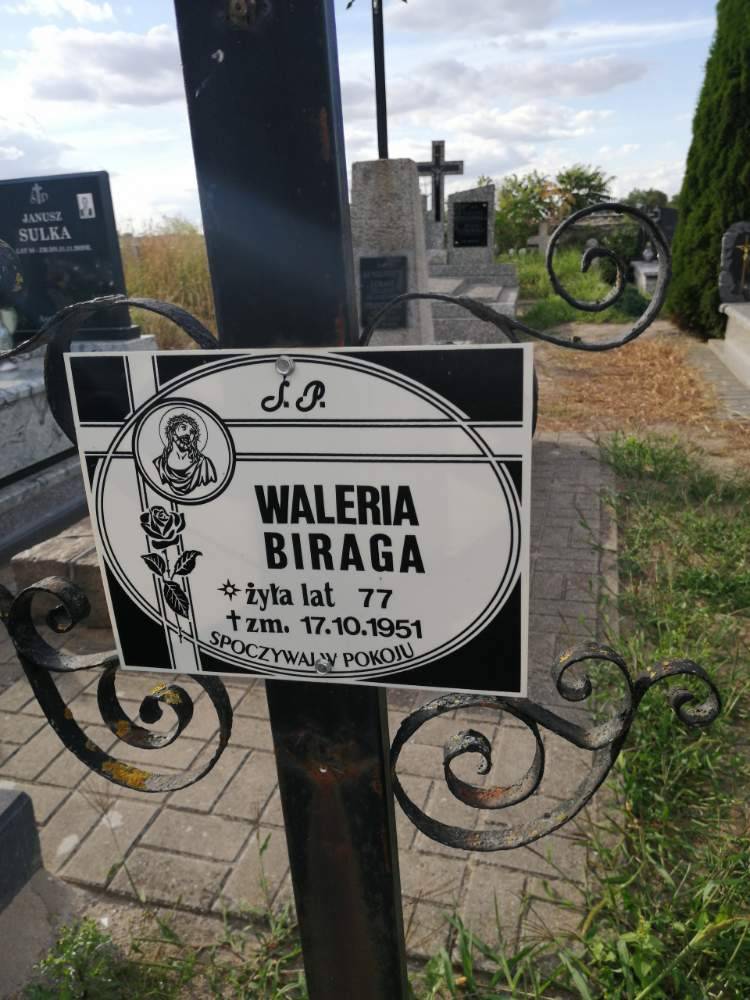 Ś. P.
WALERIA
BIRAGA
żyła lat 77
zm. 17.10.1951
SPOCZYWAJ W POKOJU
JANUSZ
SULKA